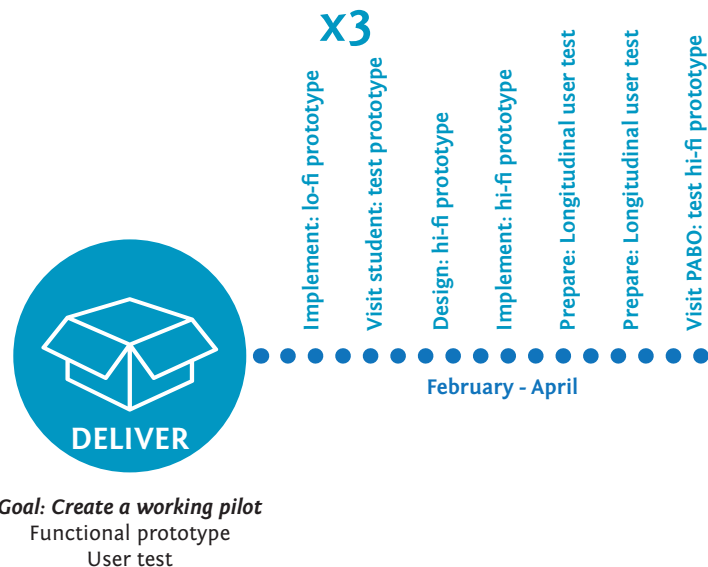 x3
Implement: lo-fi prototype
Visit student: test prototype
Design: hi-fi prototype
Implement: hi-fi prototype
Prepare: Longitudinal user test
Prepare: Longitudinal user test
Visit PABO: test hi-fi prototype
DELIVER
February - April
Goal: Create a working pilot
Functional prototype
User test